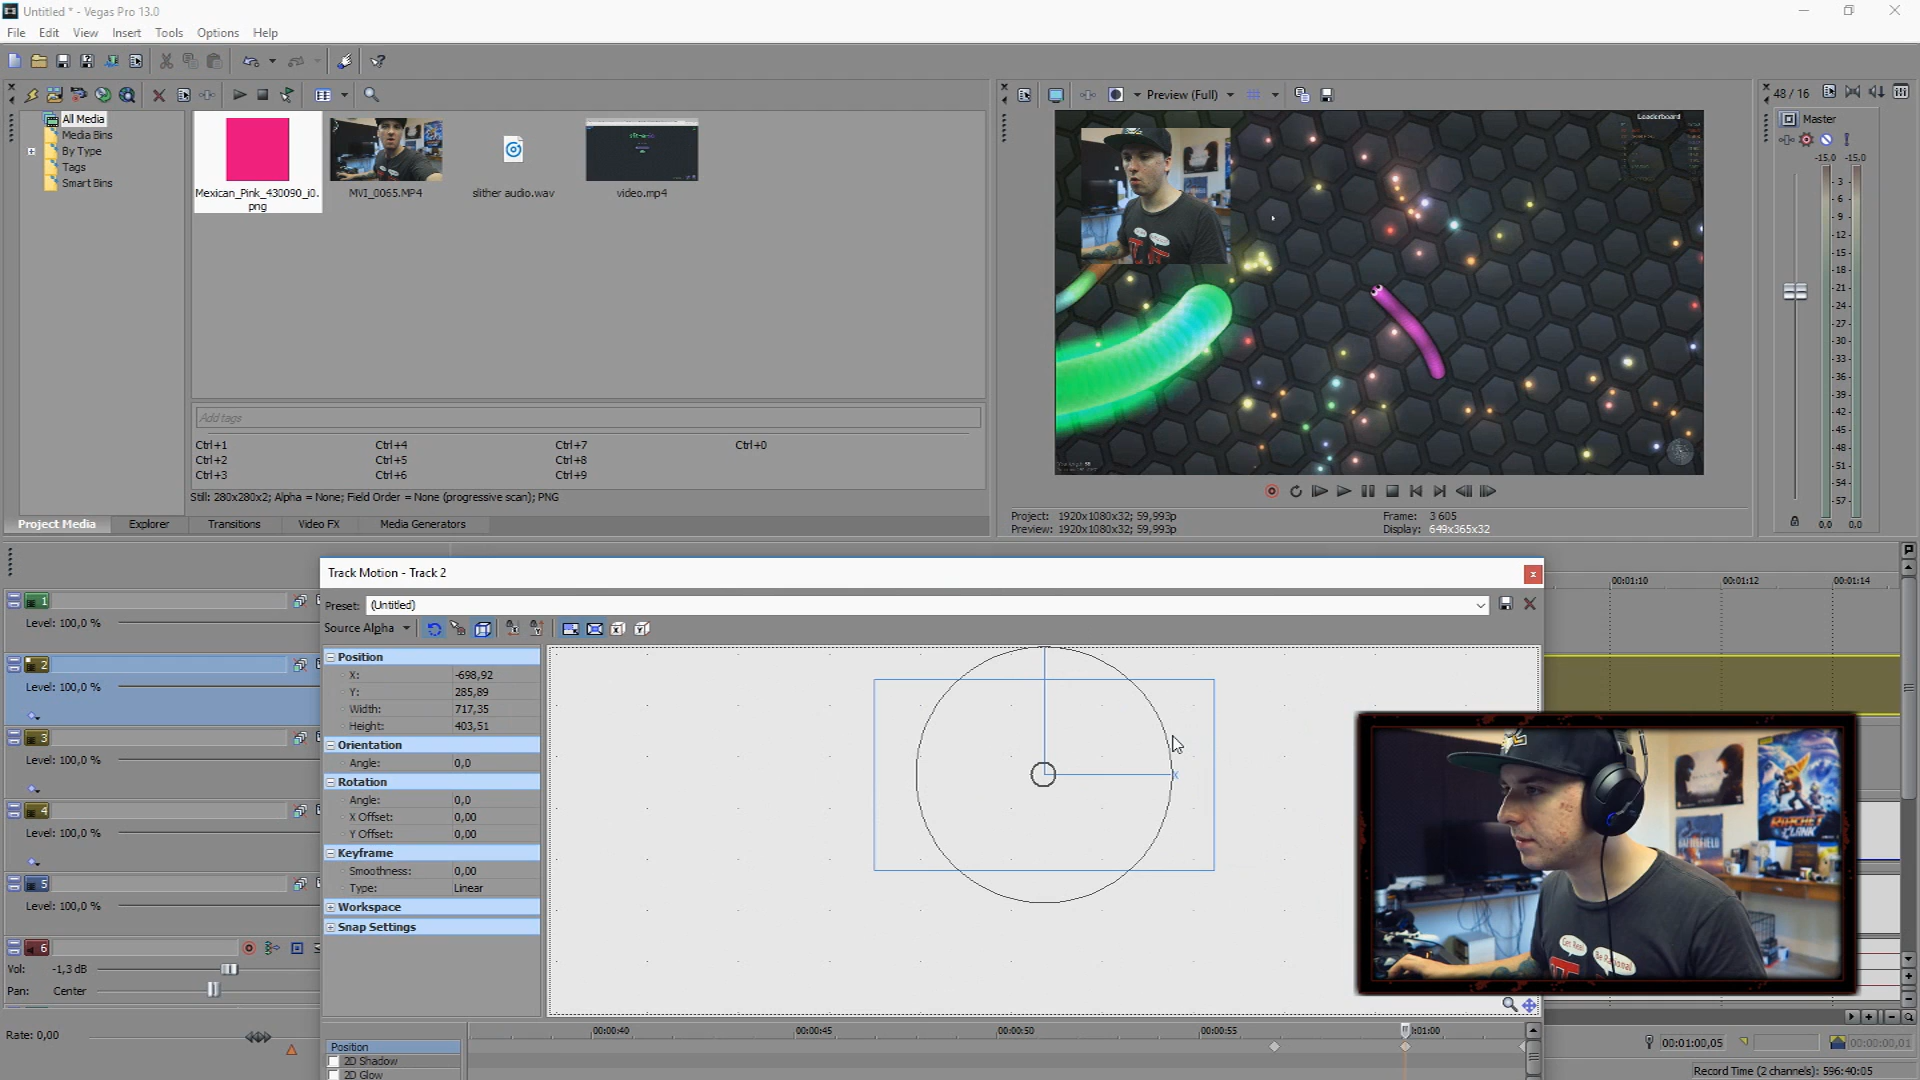 Untitled * - Vegas Pro 13.0
File Edit View Insert Tools Options Help
Preview (Full)
48 / 16
Master
-15.0 -15.0
- 3 -
- 6 -
- 9 -
- 12 -
- 15 -
- 18 -
- 21 -
- 24 -
- 27 -
- 30 -
- 33 -
- 36 -
- 39 -
- 42 -
- 45 -
- 48 -
- 51 -
- 54 -
- 57 -
0,0 0,0
All Media
Media Bins
By Type
Tags
Smart Bins
Mexican_Pink_430090_i0.
png
MVI_0065.MP4
slither audio.wav
video.mp4
Leaderboard
Add tags
Ctrl+1 Ctrl+4 Ctrl+7 Ctrl+0
Ctrl+2 Ctrl+5 Ctrl+8
Ctrl+3 Ctrl+6 Ctrl+9
Still: 280x280x2; Alpha = None; Field Order = None (progressive scan); PNG
Project Media Explorer Transitions Video FX Media Generators
Project: 1920x1080x32; 59,993p Frame: 3 605
Preview: 1920x1080x32; 59,993p Display: 649x365x32
00:01:10 00:01:12 00:01:14
1
Level: 100,0 %
2
Level: 100,0 %
3
Level: 100,0 %
4
Level: 100,0 %
5
Level: 100,0 %
6
Vol: -1,3 dB
Pan: Center
Rate: 0,00
Track Motion - Track 2
Preset: (Untitled)
Source Alpha
Position
X: -698,92
Y: 285,89
Width: 717,35
Height: 403,51
Orientation
Angle: 0,0
Rotation
Angle: 0,0
X Offset: 0,00
Y Offset: 0,00
Keyframe
Smoothness: 0,00
Type: Linear
Workspace
Snap Settings
X
00:00:40 00:00:45 00:00:50 00:00:55 0:01:00
Position
2D Shadow
2D Glow
RATCHET
CLANK
BATTLEFIELD
Get Real
Be Rational
00:01:00,05
00:00:00,01
Record Time (2 channels): 596:40:05